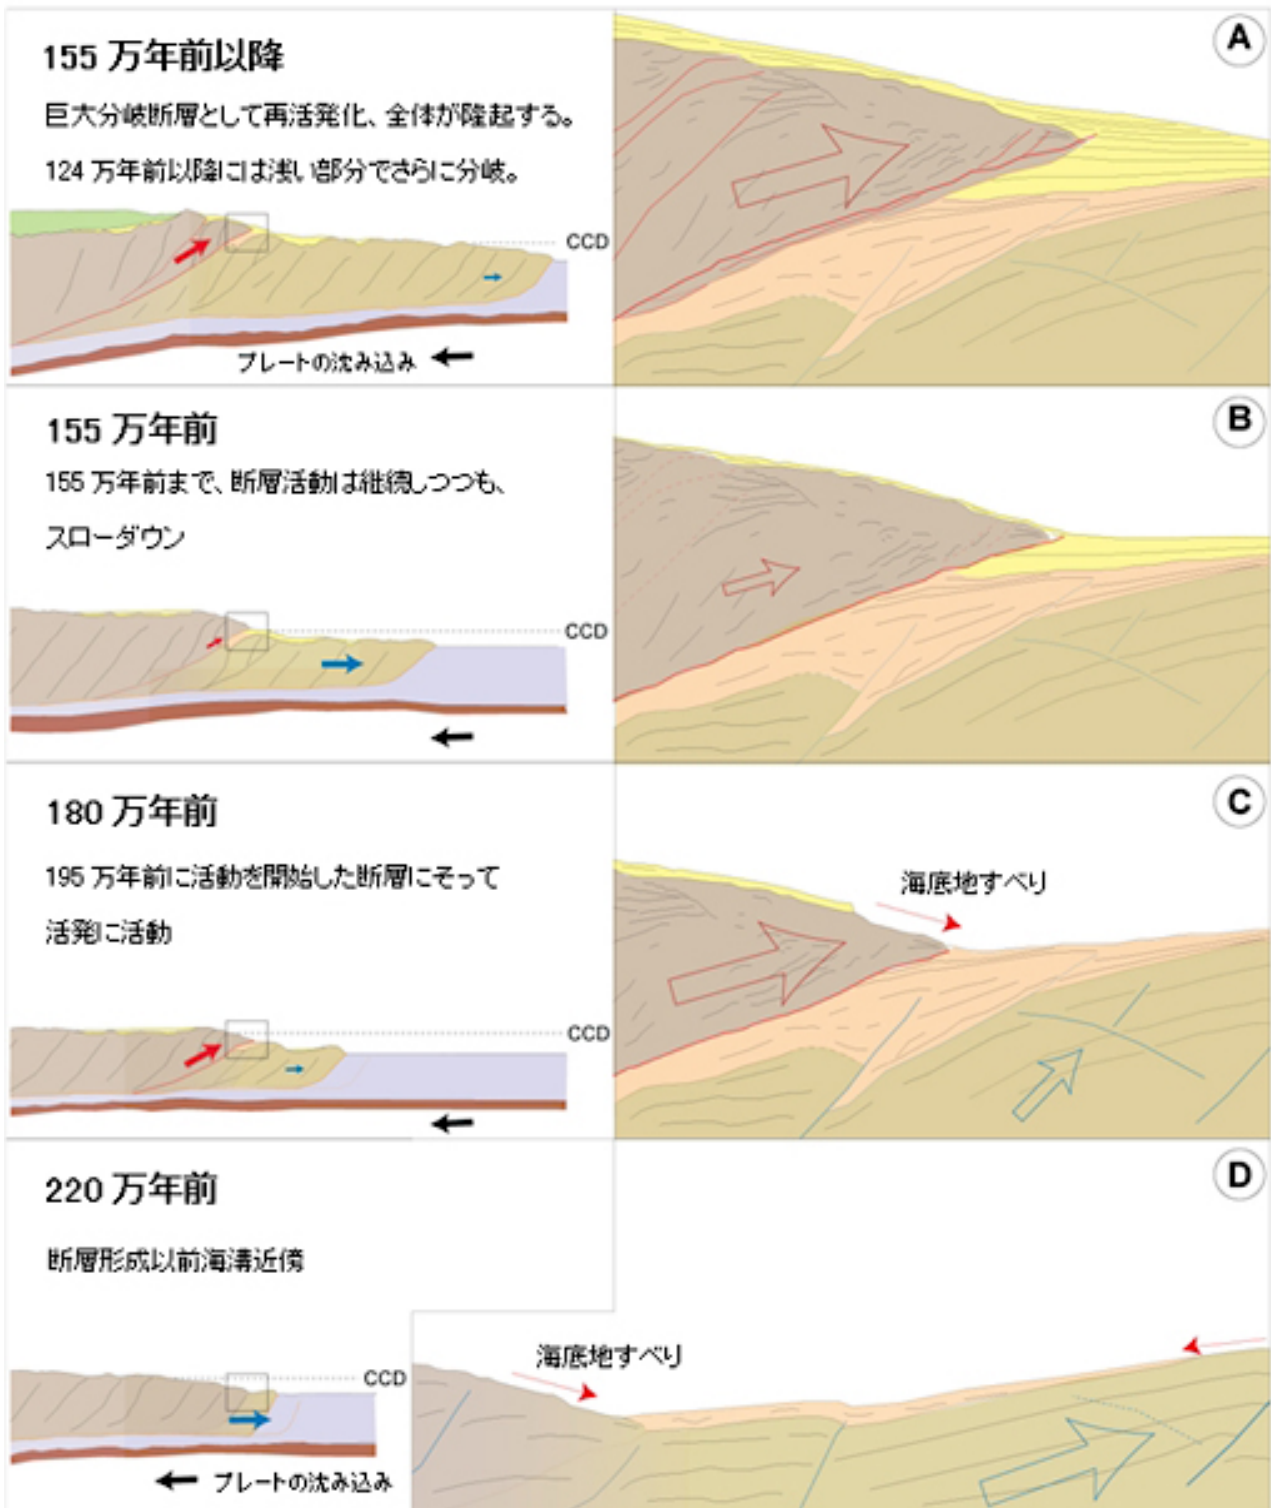 155 万年前以降
巨大分岐断層として再活発化、全体が隆起する。
124 万年前以降には浅い部分でさらに分岐。
CCD
プレートの沈み込み
A
155 万年前
155 万年前まで、断層活動は継続しつつも、
スローダウン
CCD
B
180 万年前
195 万年前に活動を開始した断層にそって
活発に活動
CCD
C
海底地すべり
220 万年前
断層形成以前海溝近傍
CCD
プレートの沈み込み
D
海底地すべり